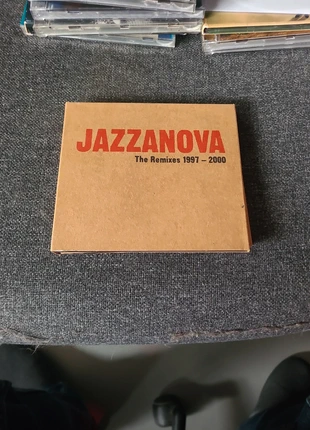 JAZZANOVA
The Remixes 1997 – 2000